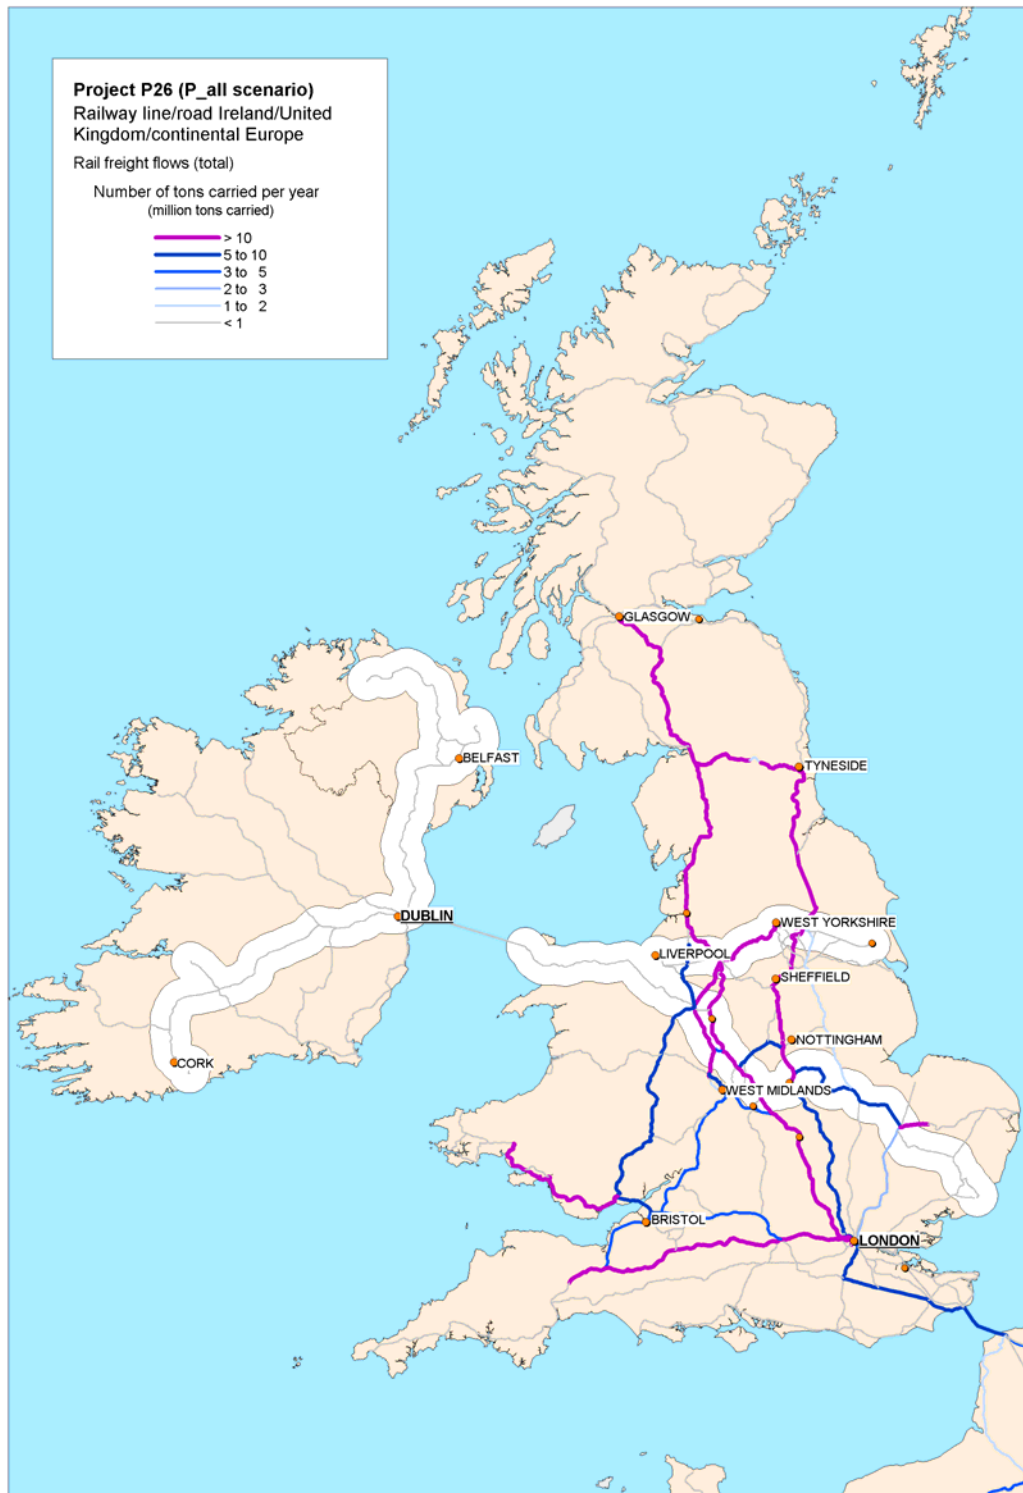 Project P26 (P_all scenario)
Railway line/road Ireland/United
Kingdom/continental Europe
Rail freight flows (total)
Number of tons carried per year
(million tons carried)
> 10
5 to 10
3 to 5
2 to 3
1 to 2
< 1
GLASGOW
BELFAST
TYNESIDE
DUBLIN
WEST YORKSHIRE
LIVERPOOL
SHEFFIELD
NOTTINGHAM
CORK
WEST MIDLANDS
BRISTOL
LONDON